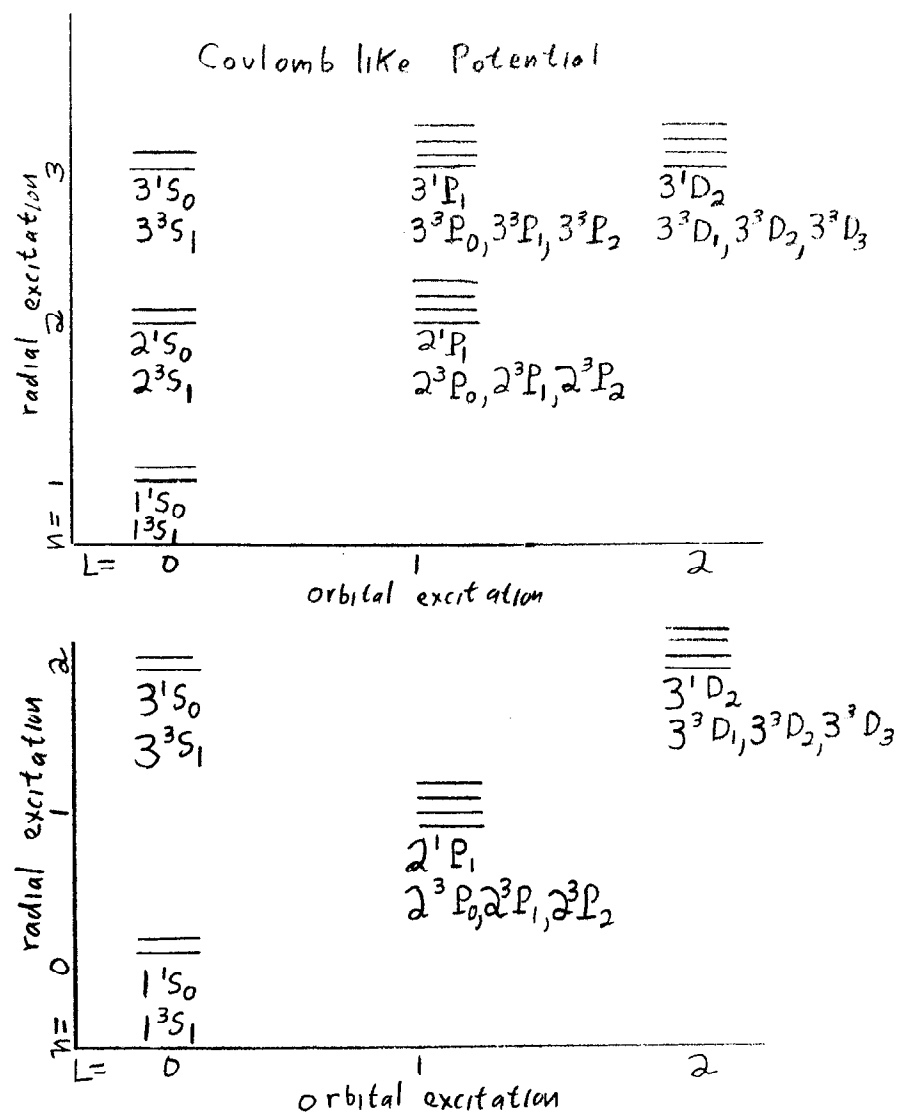 Coulomb like Potential
radial excitation
n= 1 2 3
3¹S₀ 3¹P₁ 3¹D₂
3³S₁ 3³P₀, 3³P₁, 3³P₂ 3³D₁, 3³D₂, 3³D₃
2¹S₀ 2¹P₁
2³S₁ 2³P₀, 2³P₁, 2³P₂
1¹S₀
1³S₁
L= 0 1 2
orbital excitation
radial excitation
n= 0 1 2
3¹S₀ 3¹D₂
3³S₁ 3³D₁, 3³D₂, 3³D₃
2¹P₁
2³P₀, 2³P₁, 2³P₂
1¹S₀
1³S₁
L= 0 1 2
orbital excitation